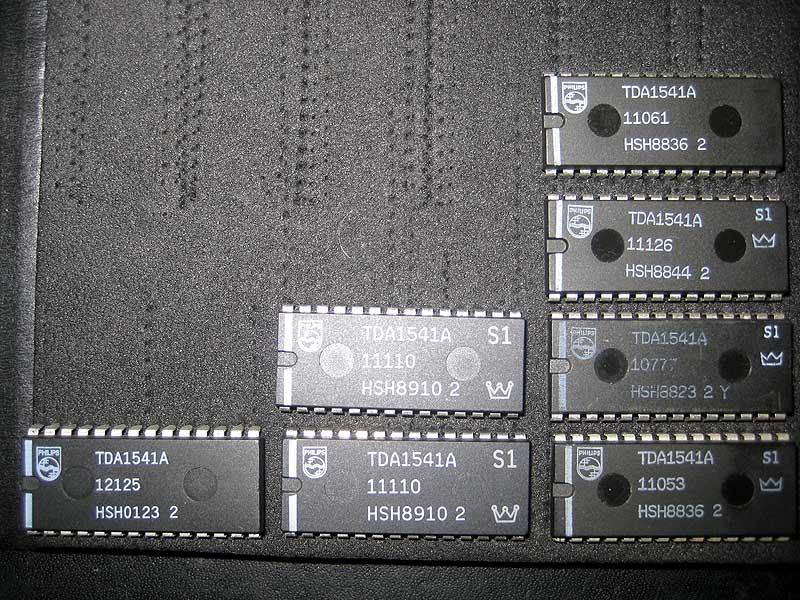 PHILIPS
TDA1541A
11061
HSH8836 2
PHILIPS
TDA1541A S1
11126
HSH8844 2
PHILIPS
TDA1541A S1
11110
HSH8910 2
PHILIPS
TDA1541A S1
10777
HSH8823 2 Y
PHILIPS
TDA1541A
12125
HSH0123 2
PHILIPS
TDA1541A S1
11110
HSH8910 2
PHILIPS
TDA1541A S1
11053
HSH8836 2